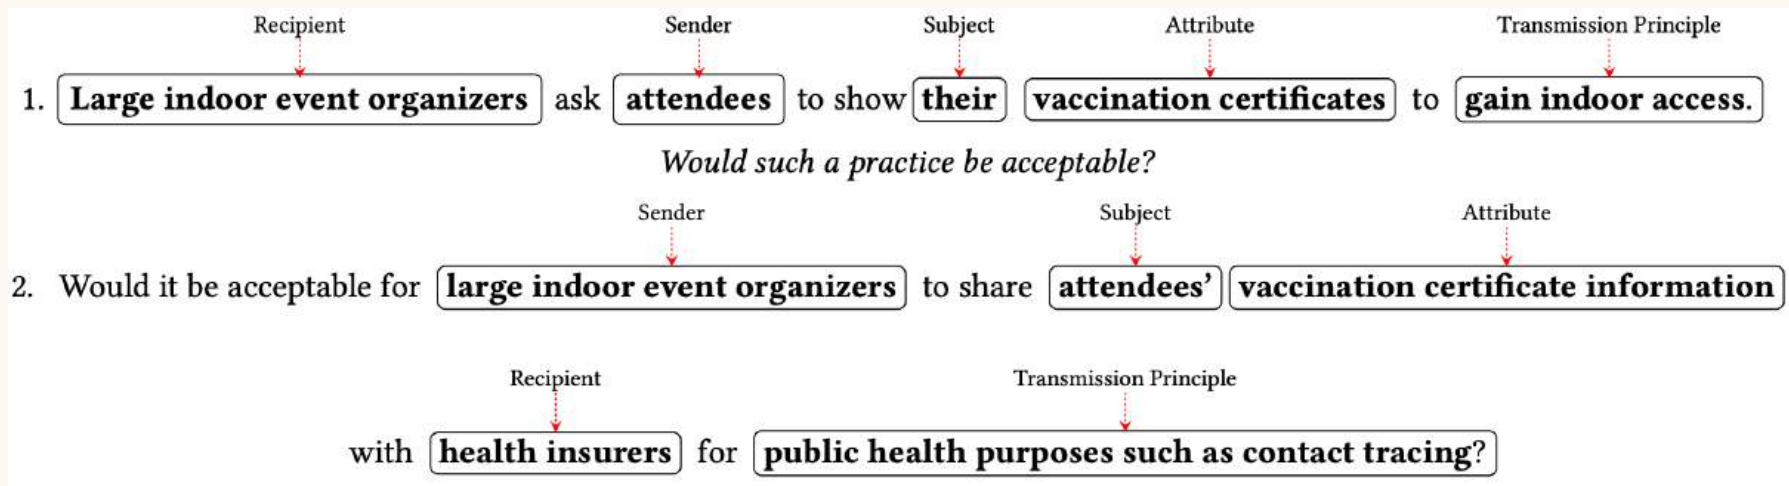 Recipient Sender Subject Attribute Transmission Principle
1. Large indoor event organizers ask attendees to show their vaccination certificates to gain indoor access.
Would such a practice be acceptable?
Sender Subject Attribute
2. Would it be acceptable for large indoor event organizers to share attendees’ vaccination certificate information
Recipient Transmission Principle
with health insurers for public health purposes such as contact tracing?